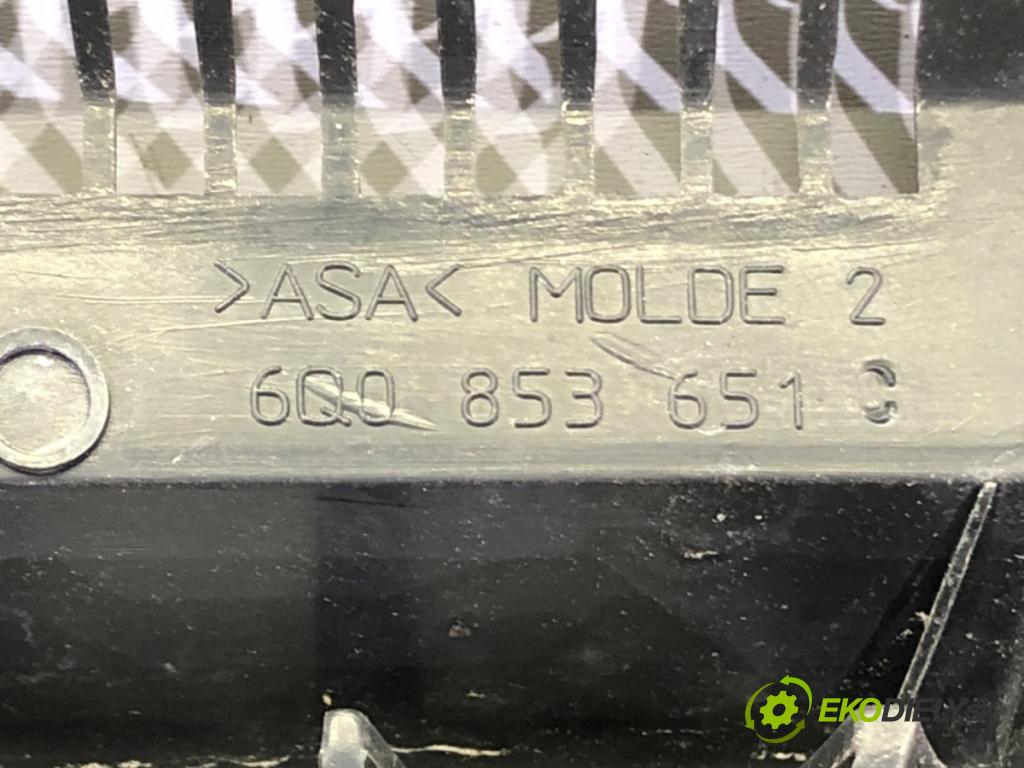 >ASA< MOLDE 2
6Q0 853 651 C
EKODIELY